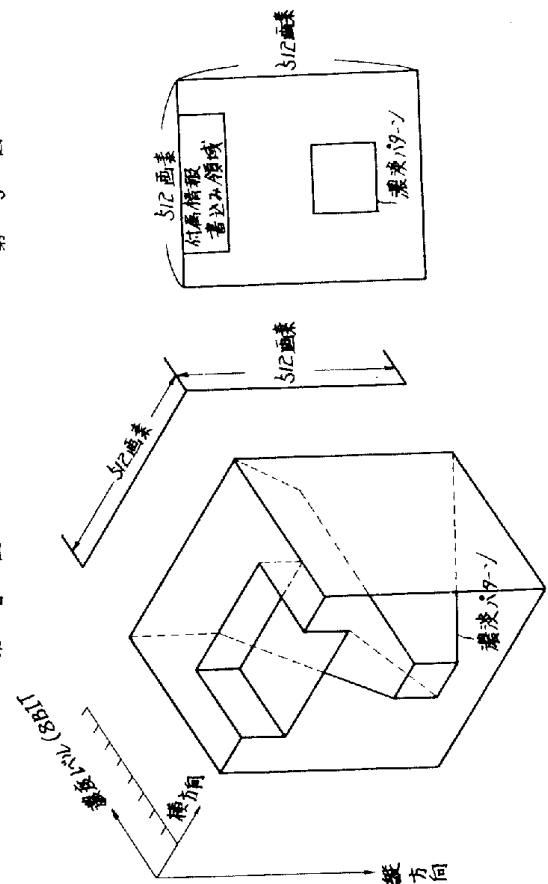 512画素
512画素
付属情報
書込み領域
濃淡パターン
512画素
512画素
濃度レベル(8BIT
横方向
縦方向
濃淡パターン